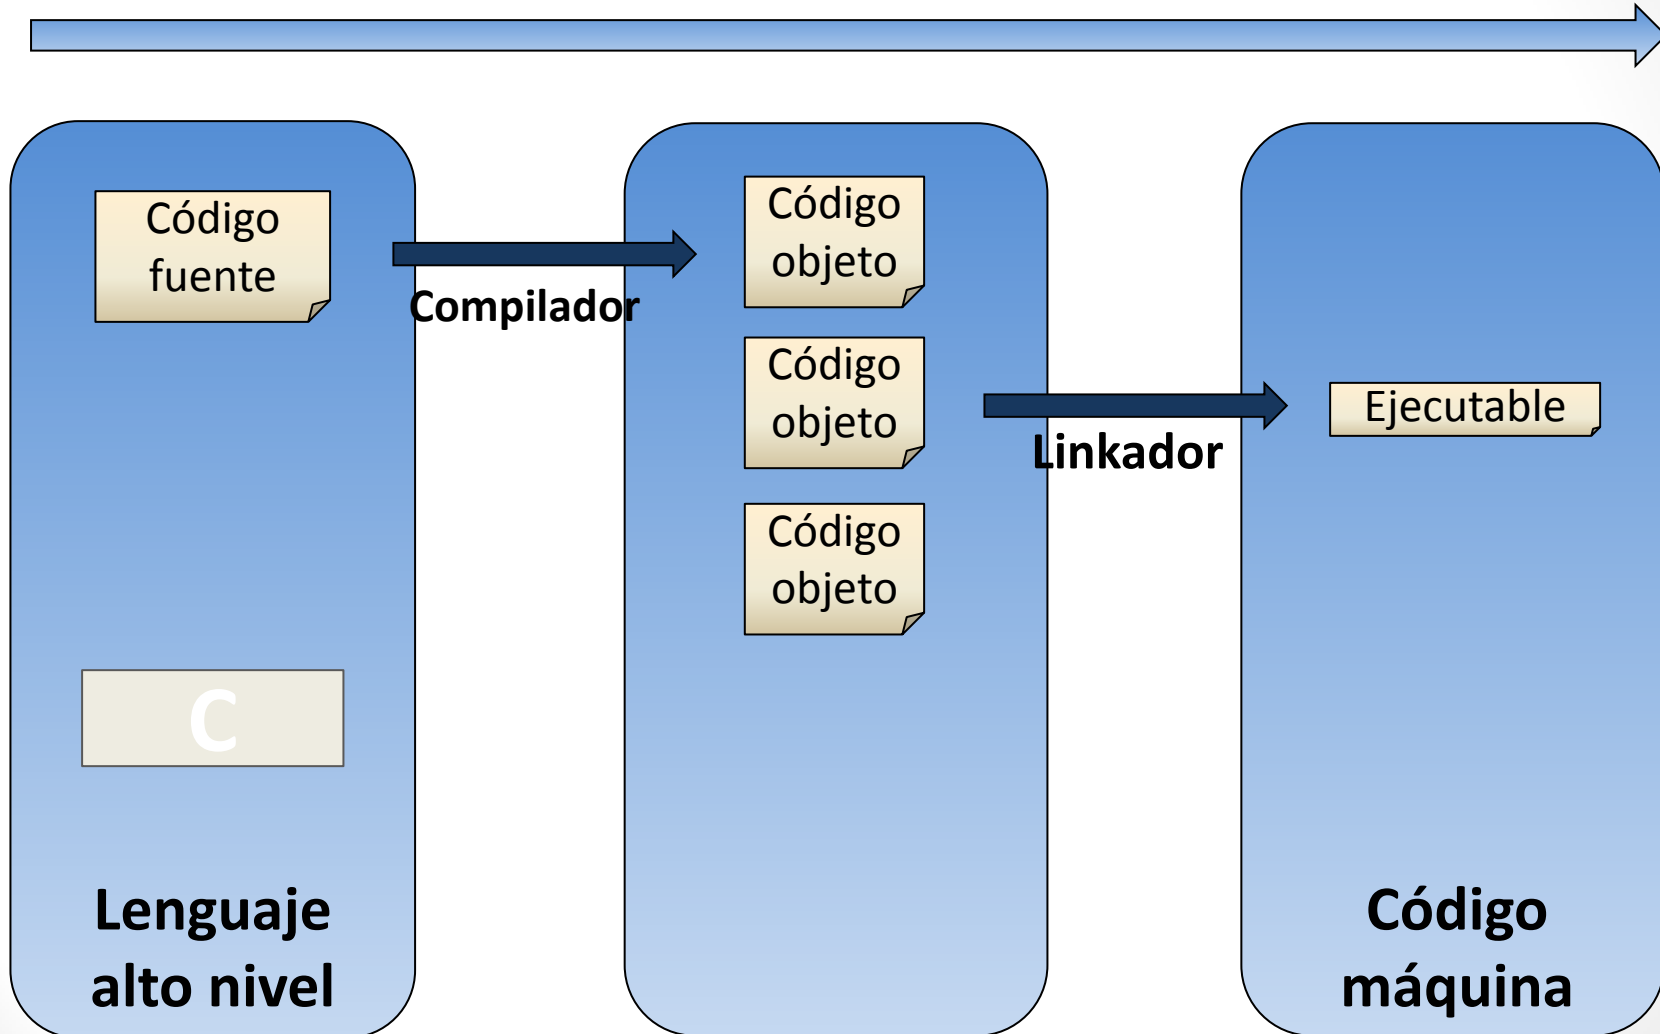 Código
fuente
Compilador
C
Lenguaje
alto nivel
Código
objeto
Código
objeto
Código
objeto
Linkador
Ejecutable
Código
máquina